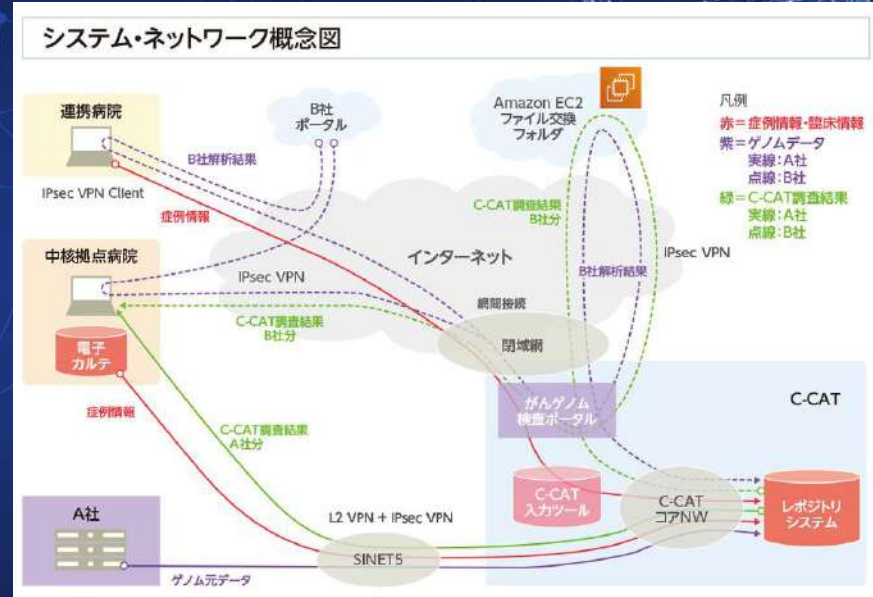 システム・ネットワーク概念図
連携病院
IPsec VPN Client
B社
ポータル
B社解析結果
症例情報
Amazon EC2
ファイル交換
フォルダ
凡例
赤=症例情報・臨床情報
紫=ゲノムデータ
実線:A社
点線:B社
緑=C-CAT調査結果
実線:A社
点線:B社
C-CAT調査結果
B社分
B社解析結果
IPsec VPN
インターネット
中核拠点病院
電子
カルテ
IPsec VPN
C-CAT調査結果
B社分
網間接続
閉域網
症例情報
C-CAT調査結果
A社分
がんゲノム
検査ポータル
C-CAT
C-CAT
入力ツール
C-CAT
コアNW
レポジトリ
システム
A社
L2 VPN + IPsec VPN
SINET5
ゲノム元データ